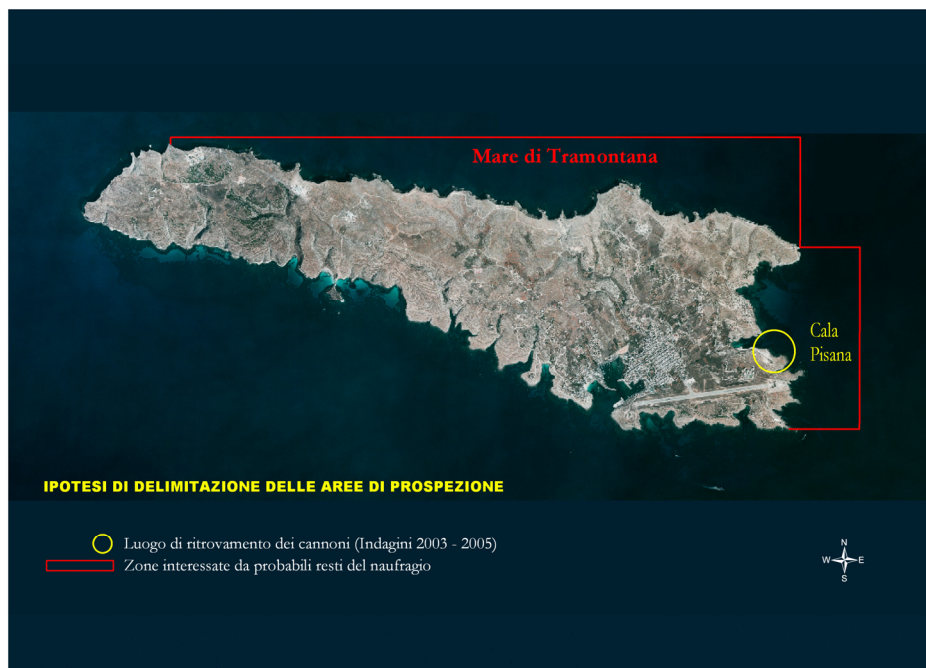 Mare di Tramontana
Cala
Pisana
IPOTESI DI DELIMITAZIONE DELLE AREE DI PROSPEZIONE
Luogo di ritrovamento dei cannoni (Indagini 2003 - 2005)
Zone interessate da probabili resti del naufragio
N
W E
S